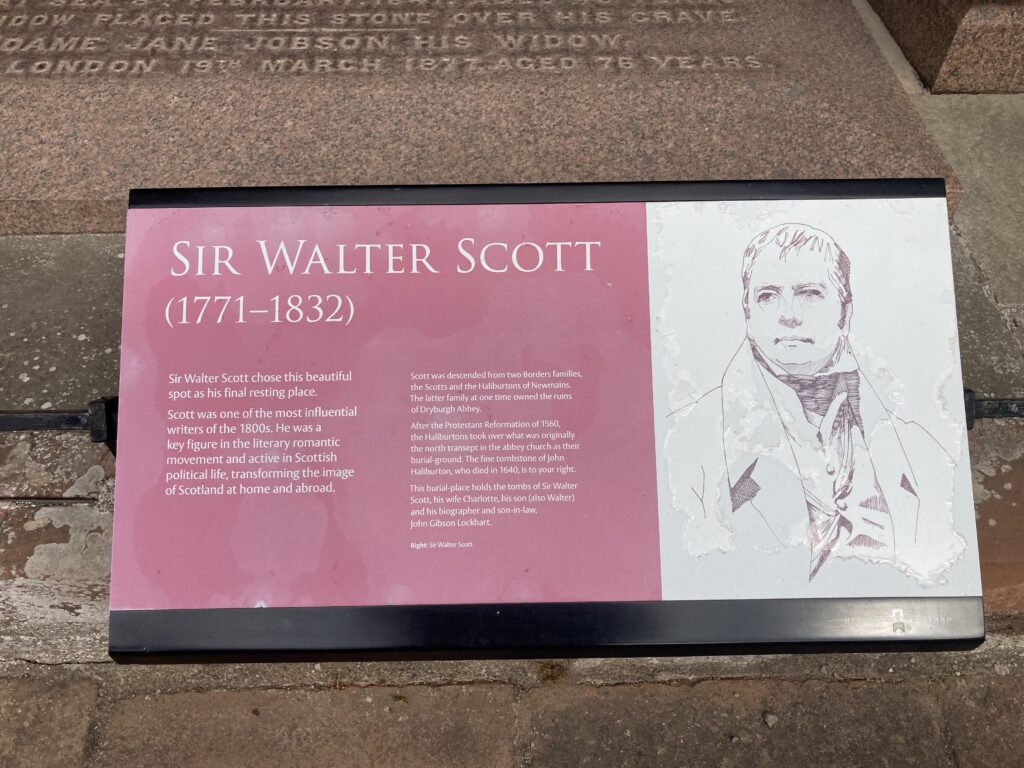 WIDOW PLACED THIS STONE OVER HIS GRAVE.
DAME JANE JOBSON HIS WIDOW,
LONDON 19TH MARCH 1877. AGED 76 YEARS
SIR WALTER SCOTT
(1771–1832)
Sir Walter Scott chose this beautiful
spot as his final resting place.
Scott was one of the most influential
writers of the 1800s. He was a
key figure in the literary romantic
movement and active in Scottish
political life, transforming the image
of Scotland at home and abroad.
Scott was descended from two Borders families,
the Scotts and the Haliburtons of Newmains.
The latter family at one time owned the ruins
of Dryburgh Abbey.
After the Protestant Reformation of 1560,
the Haliburtons took over what was originally
the north transept in the abbey church as their
burial-ground. The fine tombstone of John
Haliburton, who died in 1640, is to your right.
This burial-place holds the tombs of Sir Walter
Scott, his wife Charlotte, his son (also Walter)
and his biographer and son-in-law,
John Gibson Lockhart.
Right: Sir Walter Scott